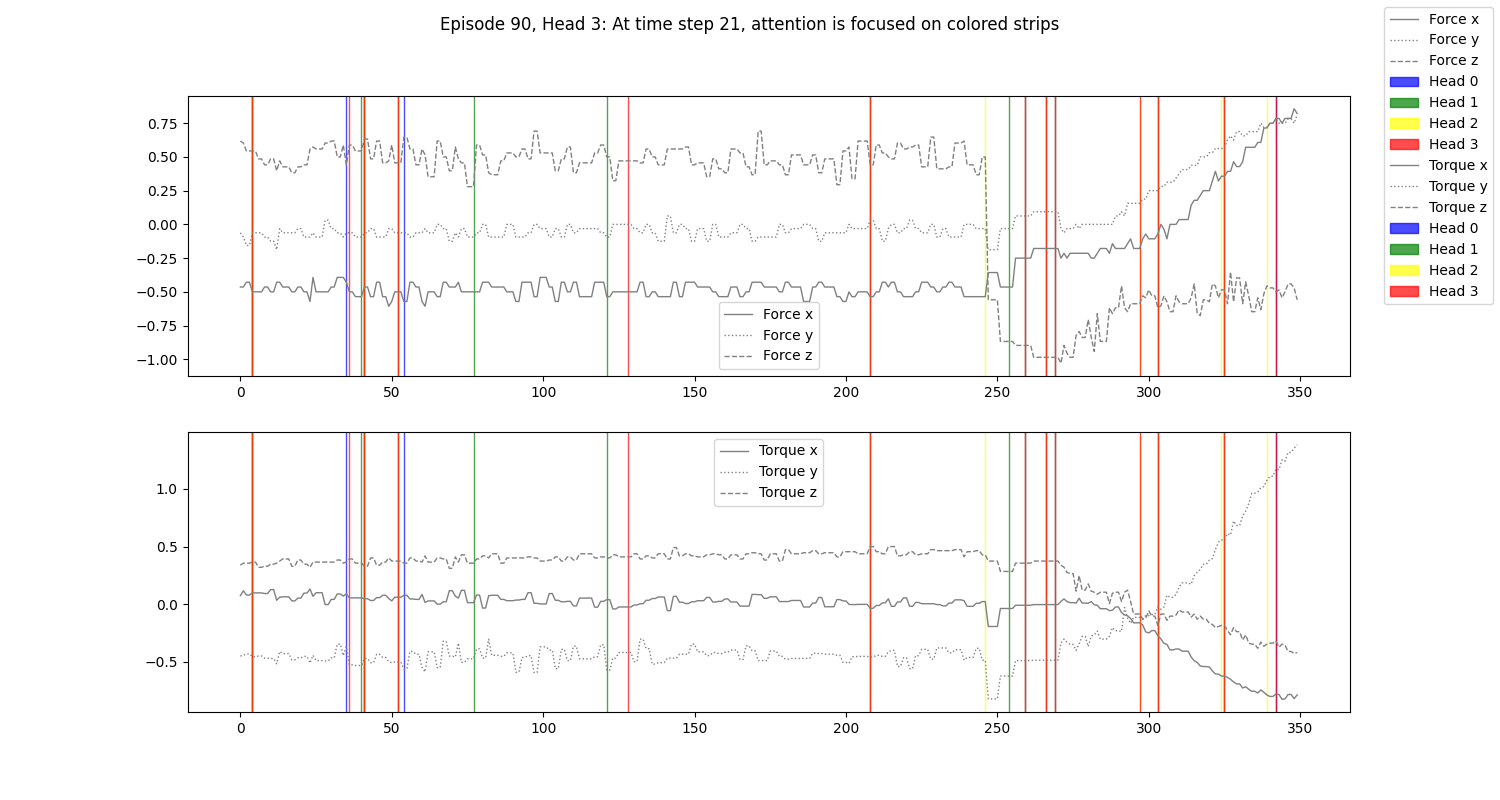 Episode 90, Head 3: At time step 21, attention is focused on colored strips
Force x
Force y
Force z
Head 0
Head 1
Head 2
Head 3
Torque x
Torque y
Torque z
Head 0
Head 1
Head 2
Head 3
0.75
0.50
0.25
0.00
−0.25
−0.50
−0.75
−1.00
Force x
Force y
Force z
0 50 100 150 200 250 300 350
1.0
0.5
0.0
−0.5
Torque x
Torque y
Torque z
0 50 100 150 200 250 300 350